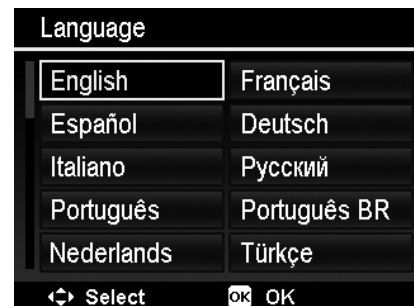 Language
English Français
Español Deutsch
Italiano Русский
Português Português BR
Nederlands Türkçe
Select OK OK